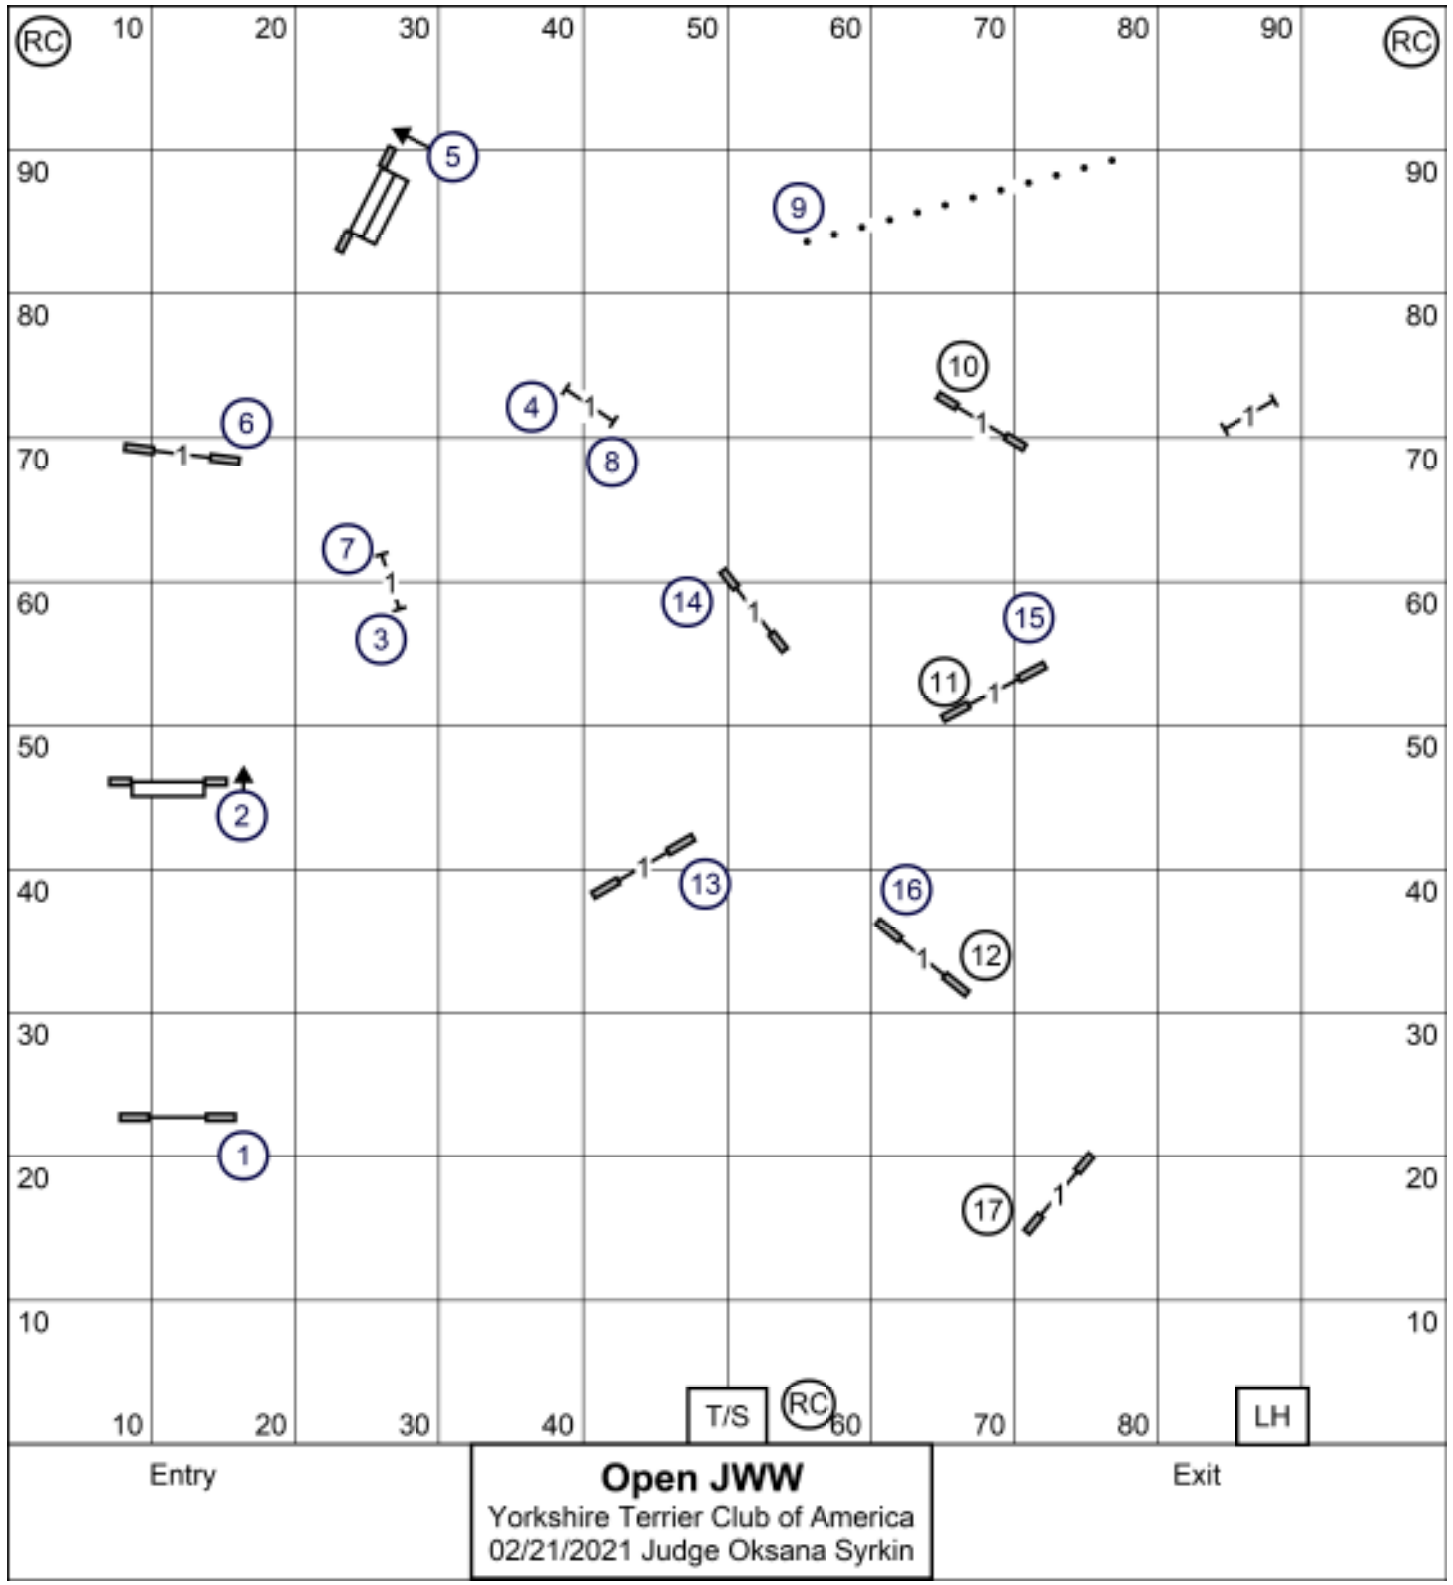 RC 10 20 30 40 50 60 70 80 90 RC
5
90 90
9
80 80
10
4 1 1
6 1
70 1 8 70
7
1
60 14 1 15 60
3
11 1
50 50
2
1
40 13 16 40
1 12
30 30
1
20 1 20
17
10 10
T/S RC LH
10 20 30 40 60 70 80
Entry Open JWW Exit
Yorkshire Terrier Club of America
02/21/2021 Judge Oksana Syrkin